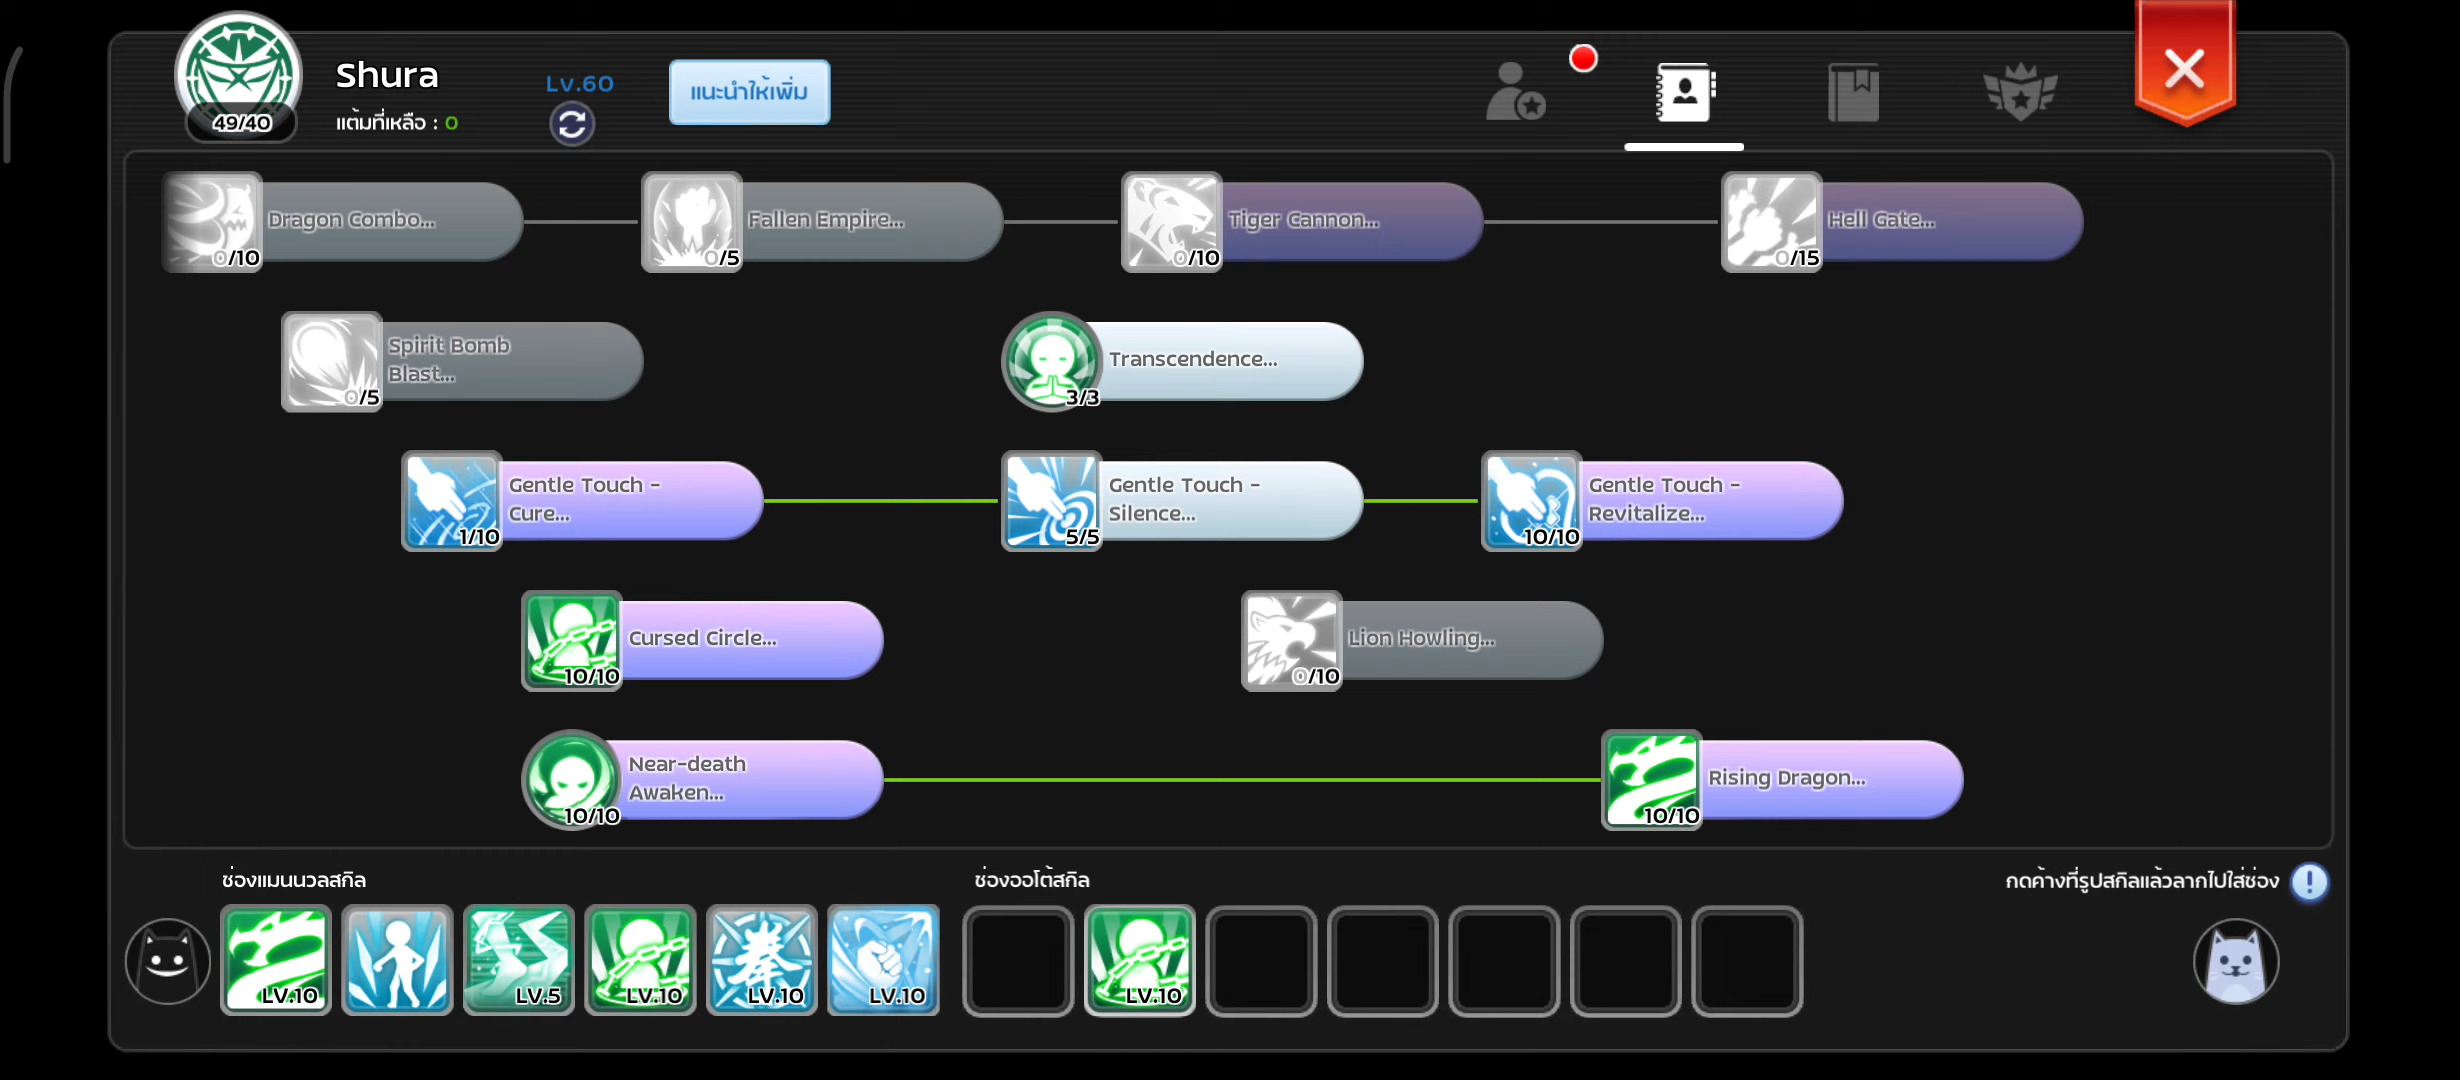 Shura
Lv.60
แนะนำให้เพิ่ม
49/40
แต้มที่เหลือ : 0
Dragon Combo...
0/10
Fallen Empire...
0/5
Tiger Cannon...
0/10
Hell Gate...
0/15
Spirit Bomb
Blast...
0/5
Transcendence...
3/3
Gentle Touch -
Cure...
1/10
Gentle Touch -
Silence...
5/5
Gentle Touch -
Revitalize...
10/10
Cursed Circle...
10/10
Lion Howling...
0/10
Near-death
Awaken...
10/10
Rising Dragon...
10/10
ช่องแมนนวลสกิล
ช่องออโต้สกิล
กดค้างที่รูปสกิลแล้วลากไปใส่ช่อง
LV.10
LV.5
LV.10
拳
LV.10
LV.10
LV.10